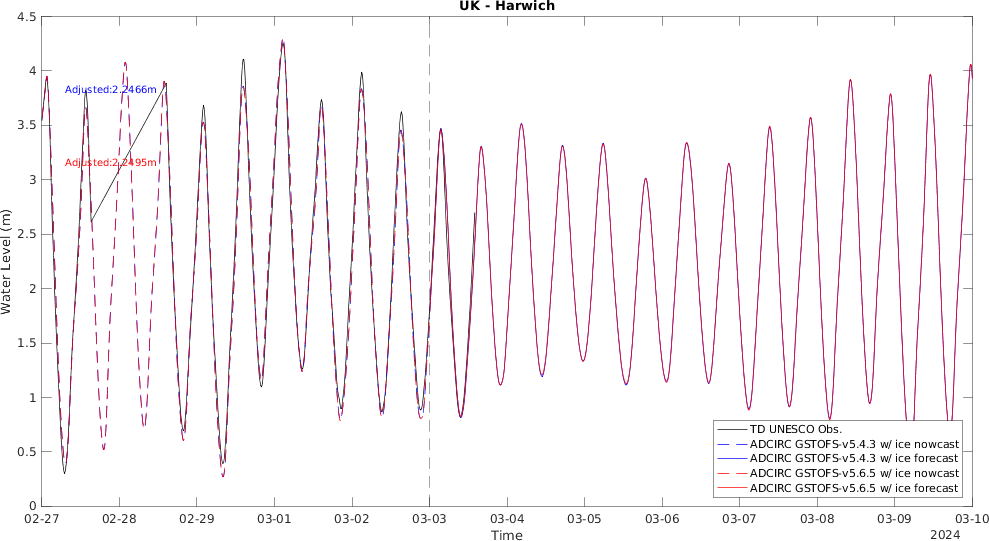 UK - Harwich
4.5
4
3.5
3
2.5
2
1.5
1
0.5
0
Water Level (m)
Adjusted:2.2466m
Adjusted:2.2495m
TD UNESCO Obs.
ADCIRC GSTOFS-v5.4.3 w/ ice nowcast
ADCIRC GSTOFS-v5.4.3 w/ ice forecast
ADCIRC GSTOFS-v5.6.5 w/ ice nowcast
ADCIRC GSTOFS-v5.6.5 w/ ice forecast
02-27 02-28 02-29 03-01 03-02 03-03 03-04 03-05 03-06 03-07 03-08 03-09 03-10
Time
2024